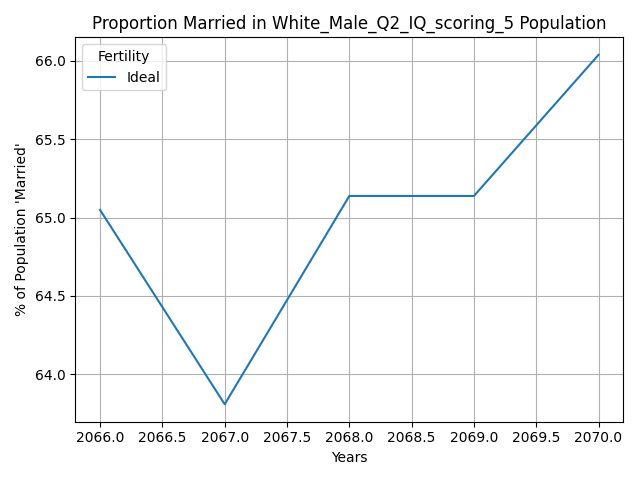 Proportion Married in White_Male_Q2_IQ_scoring_5 Population
Fertility
Ideal
% of Population 'Married'
66.0
65.5
65.0
64.5
64.0
2066.0 2066.5 2067.0 2067.5 2068.0 2068.5 2069.0 2069.5 2070.0
Years